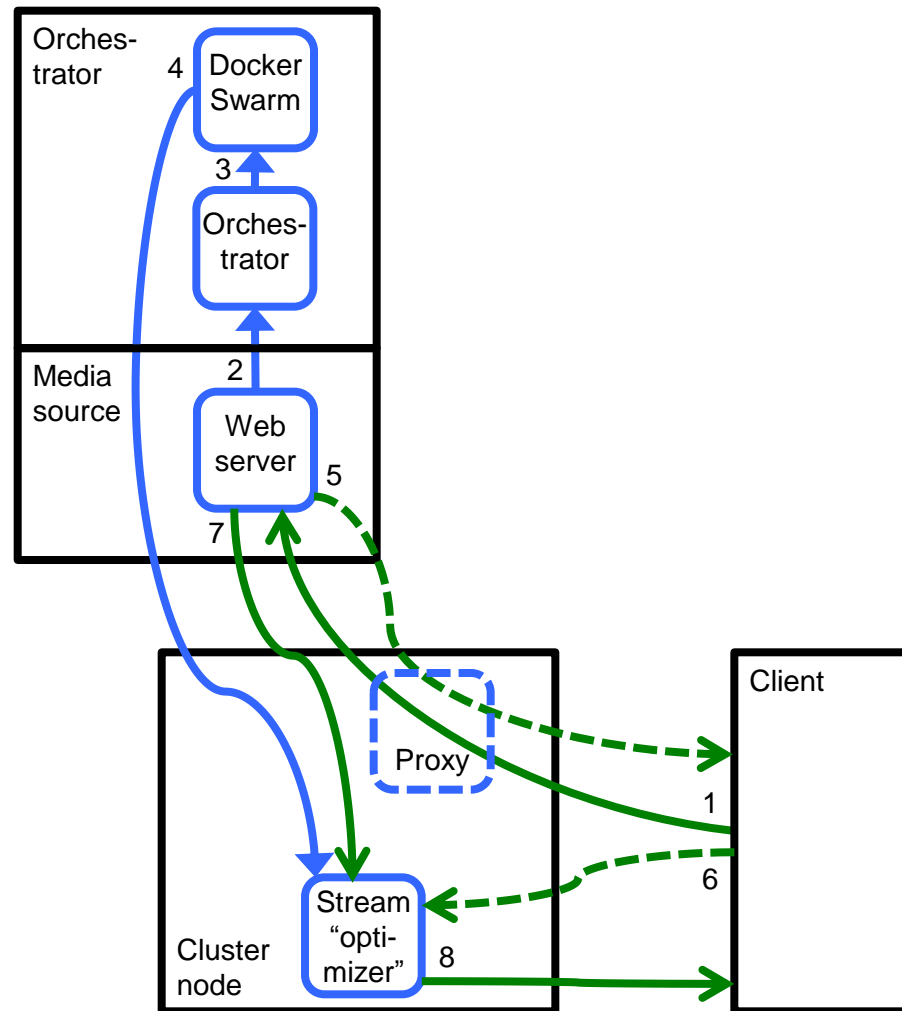 Orches-
trator
4
Docker
Swarm
3
Orches-
trator
2
Media
source
Web
server
5
7
Client
Proxy
1
6
Stream
“opti-
mizer”
8
Cluster
node